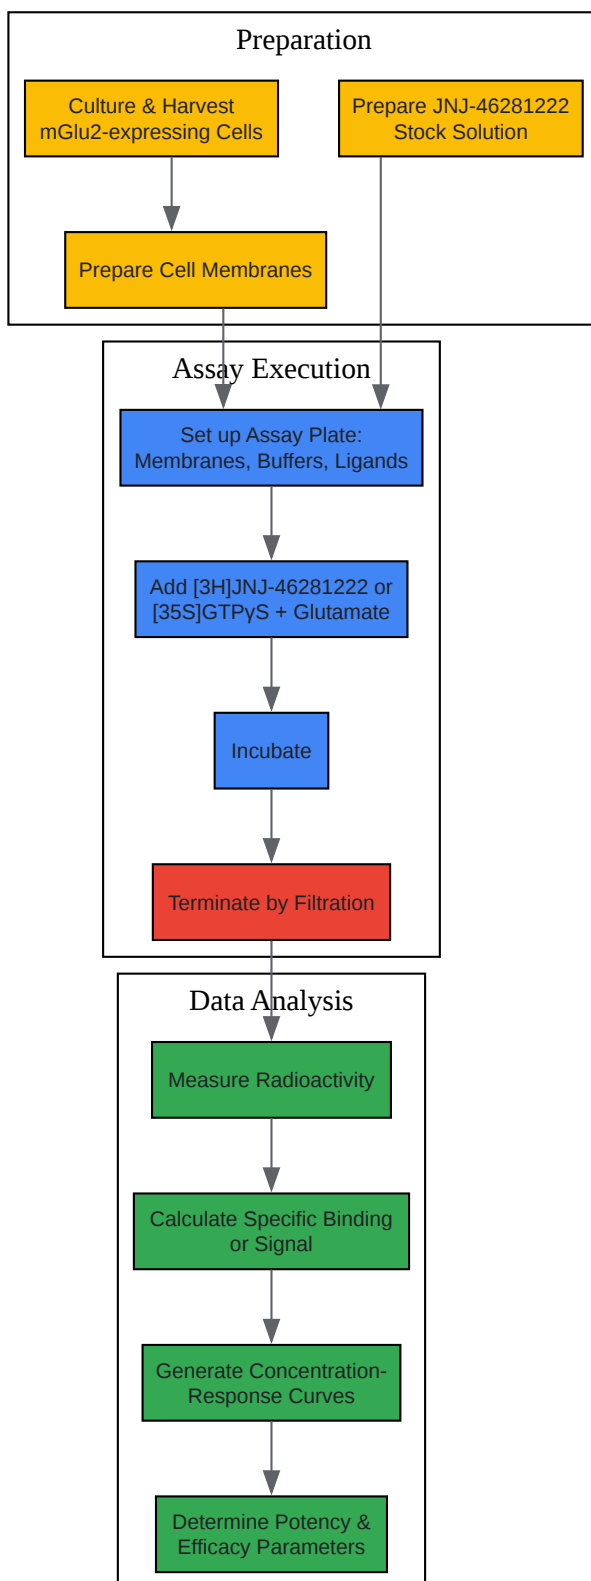 Preparation
Culture & Harvest
mGlu2-expressing Cells
Prepare JNJ-46281222
Stock Solution
Prepare Cell Membranes
Assay Execution
Set up Assay Plate:
Membranes, Buffers, Ligands
Add [3H]JNJ-46281222 or
[35S]GTPγS + Glutamate
Incubate
Terminate by Filtration
Data Analysis
Measure Radioactivity
Calculate Specific Binding
or Signal
Generate Concentration-
Response Curves
Determine Potency &
Efficacy Parameters